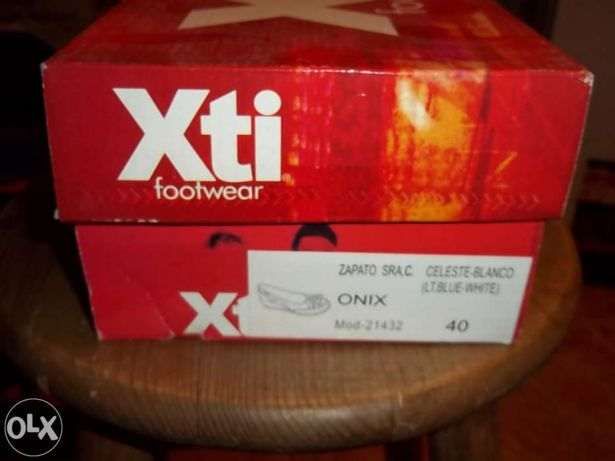 Xti
footwear
ZAPATO SRA.C. CELESTE-BLANCO
(LT.BLUE-WHITE)
ONIX
Mod-21432 40
Xt
OLX